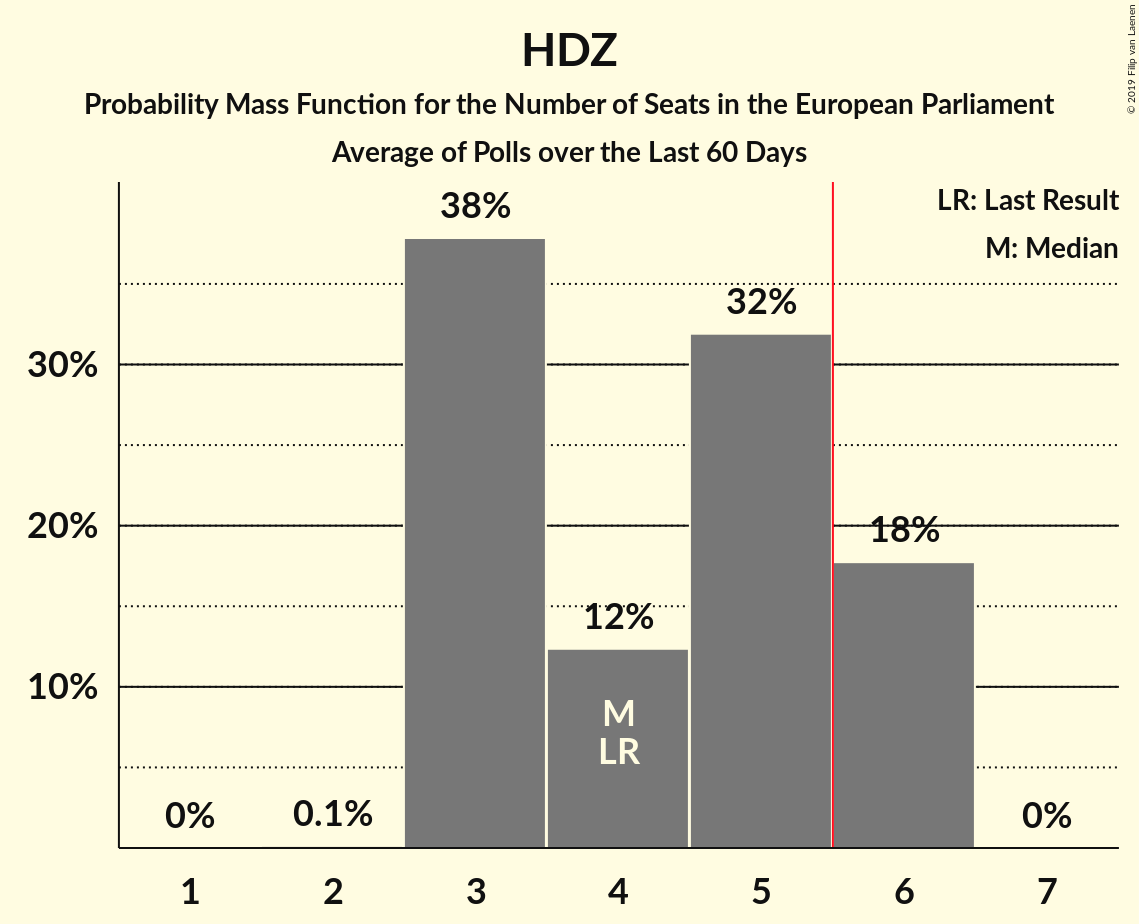 HDZ
Probability Mass Function for the Number of Seats in the European Parliament
Average of Polls over the Last 60 Days
© 2019 Filip van Laenen
LR: Last Result
M: Median
38%
32%
30%
20%
18%
12%
10%
M
LR
0%
0.1%
0%
1 2 3 4 5 6 7